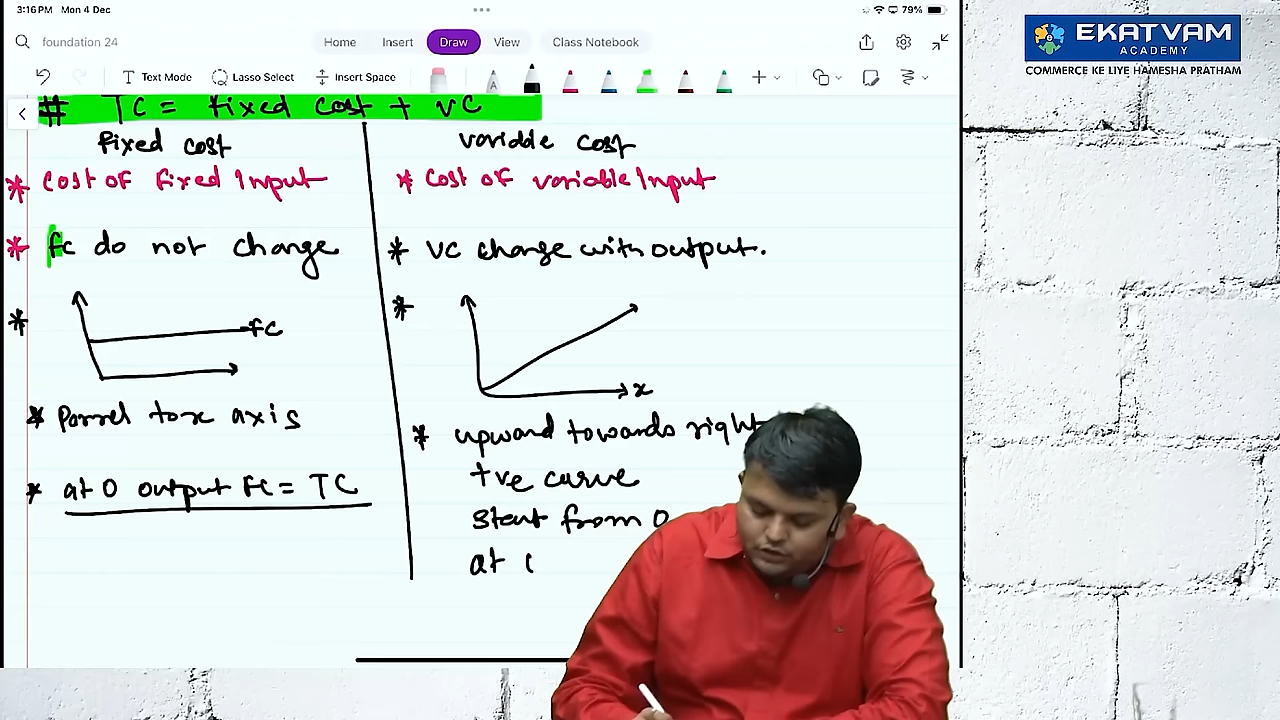 3:16 PM Mon 4 Dec
79%
foundation 24
Home
Insert
Draw
View
Class Notebook
Text Mode
Lasso Select
Insert Space
EKATVAM
ACADEMY
COMMERCE KE LIYE HAMESHA PRATHAM
# TC = fixed cost + VC
fixed cost
* Cost of fixed Input
* fc do not change
*
fc
* Parrel to x axis
* at 0 output fc = TC
variable cost
* Cost of variable Input
* VC change with output.
*
x
* upward towards right
+ve curve
Start from 0
at